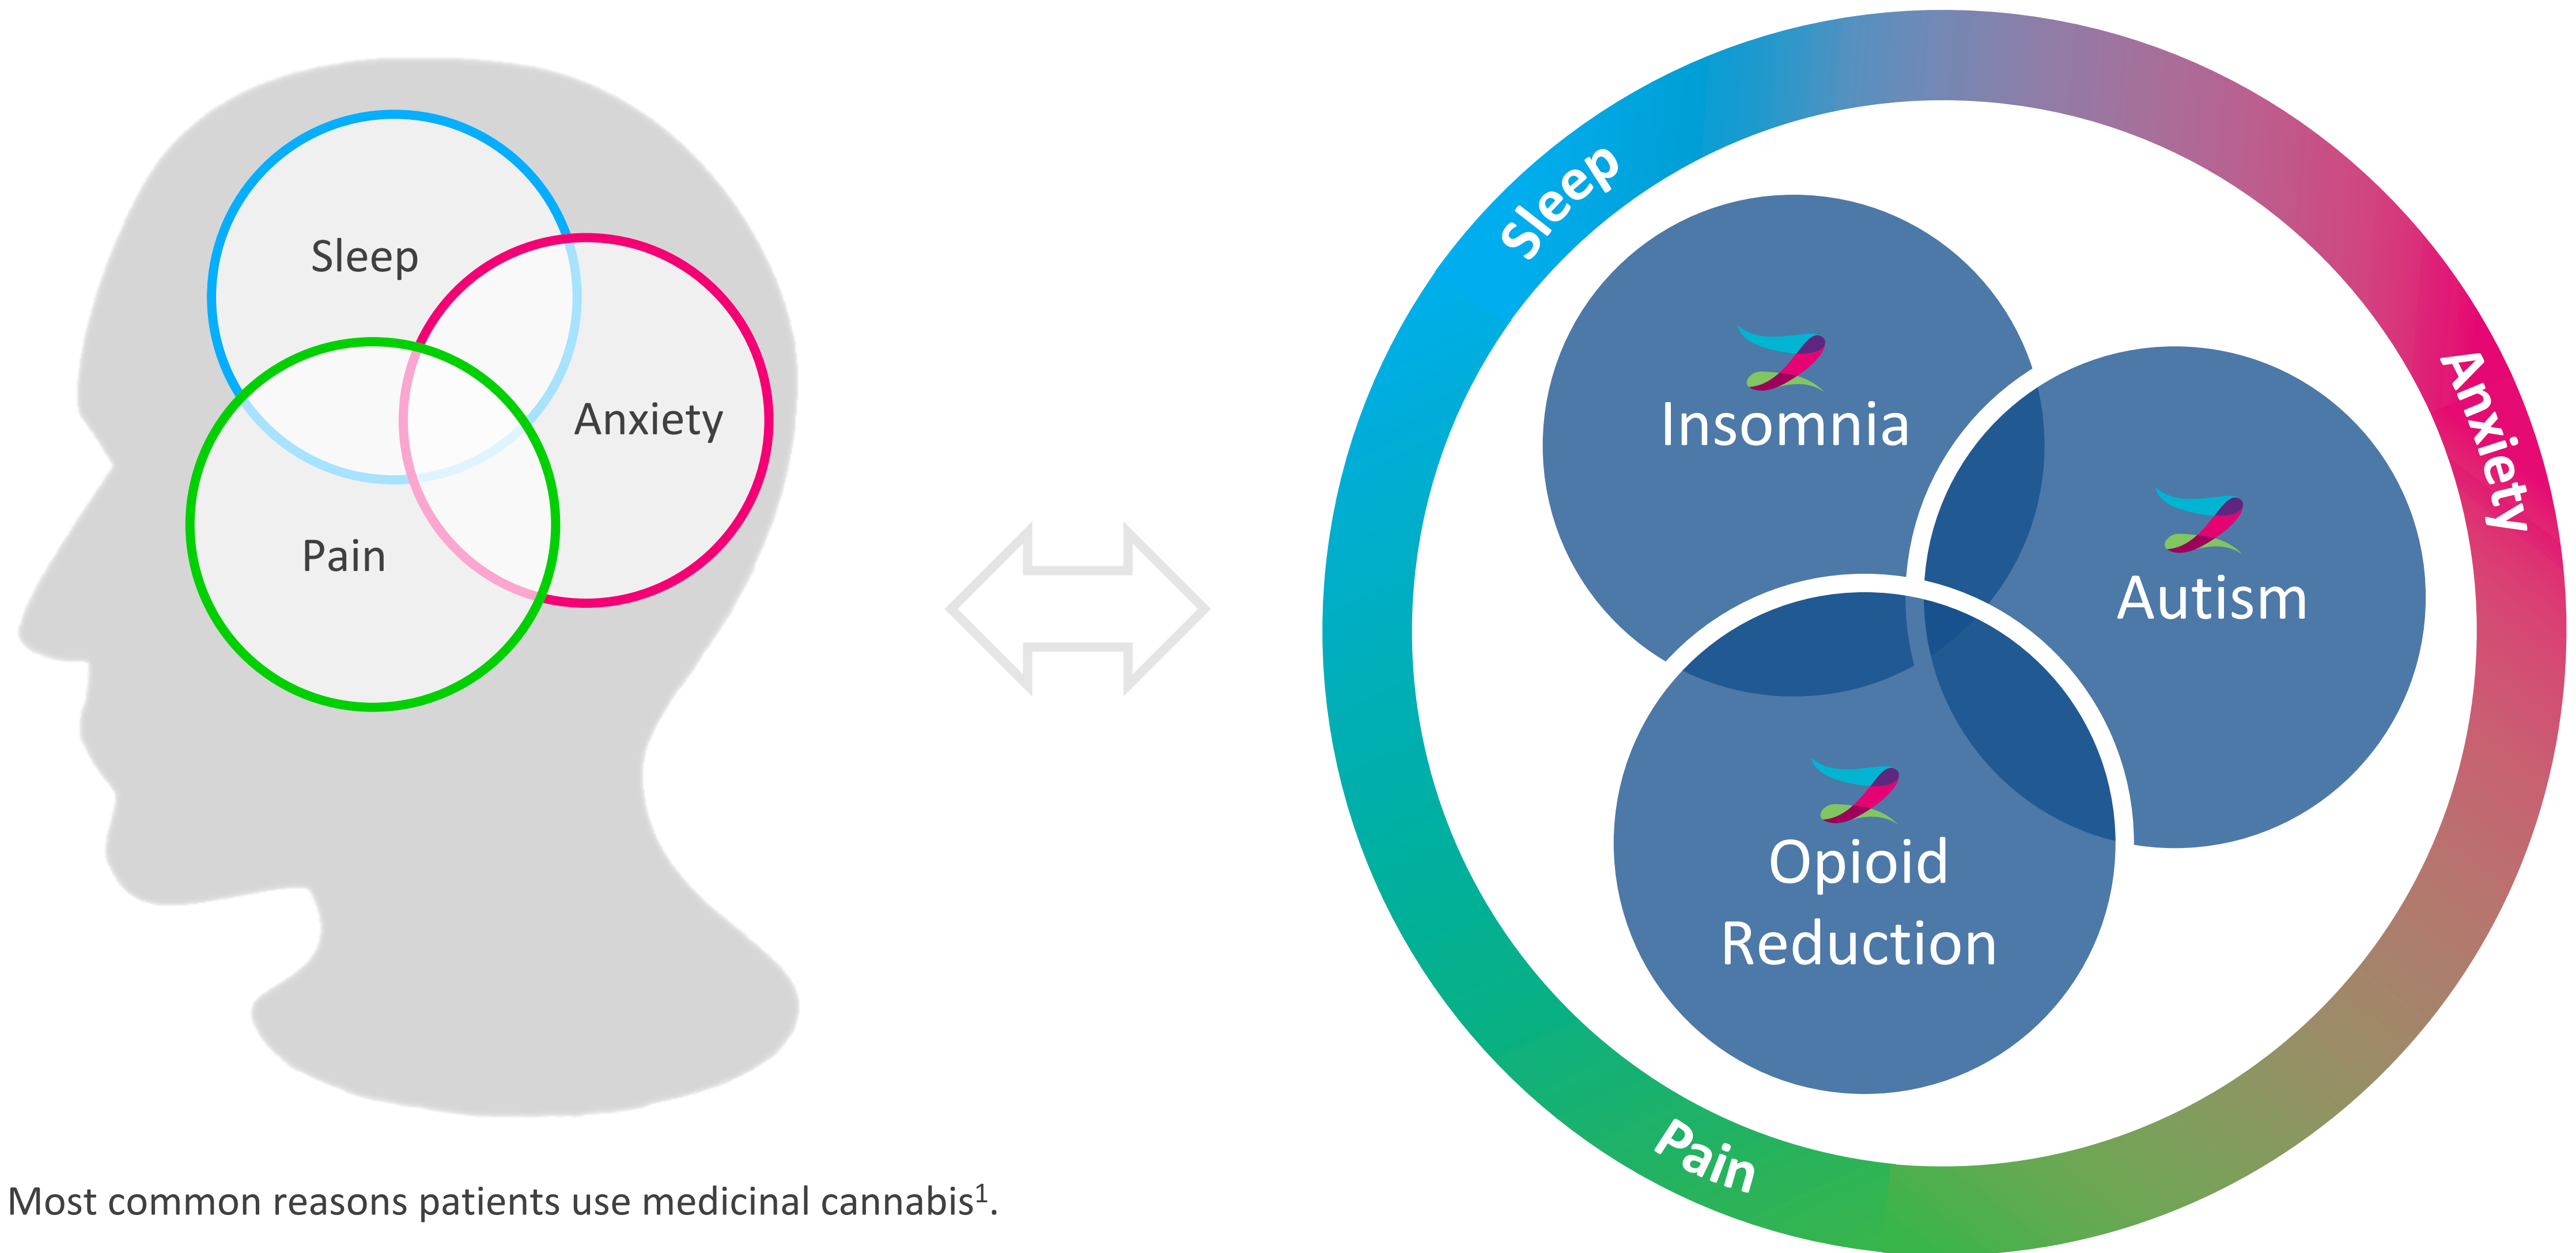 Sleep
Anxiety
Pain
Most common reasons patients use medicinal cannabis¹.
Sleep
Anxiety
Pain
Insomnia
Autism
Opioid
Reduction